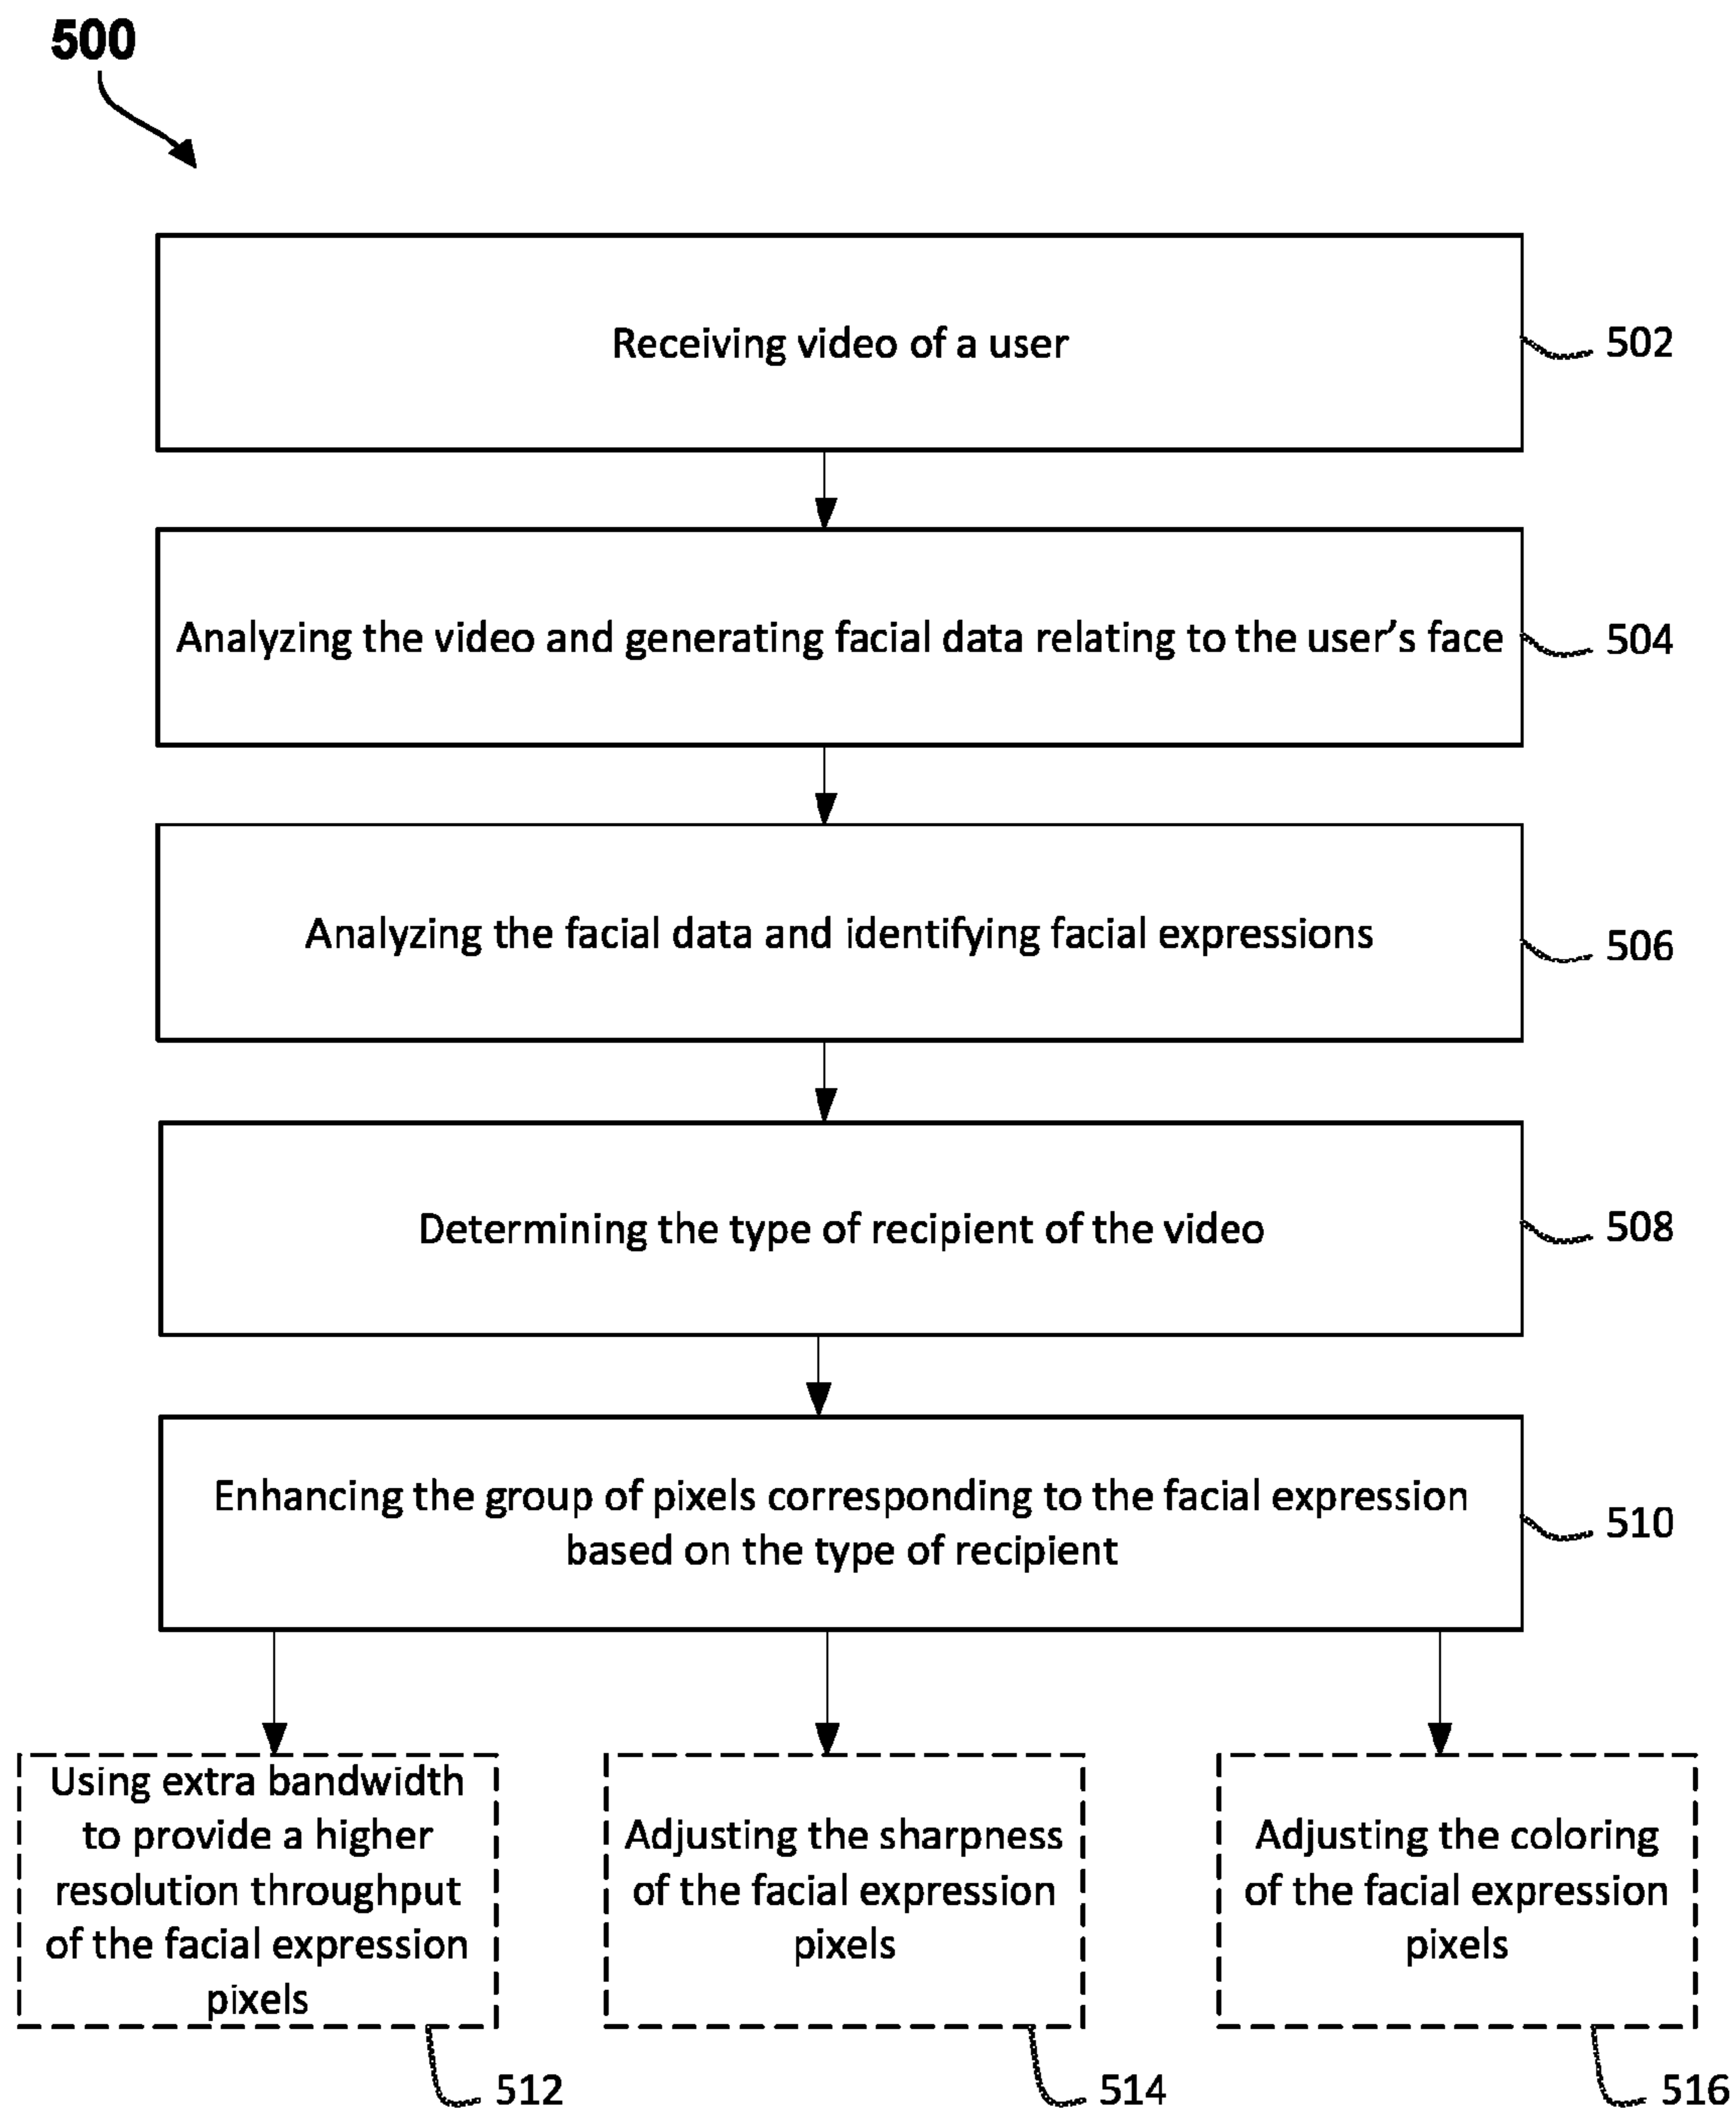 500
Receiving video of a user
502
Analyzing the video and generating facial data relating to the user's face
504
Analyzing the facial data and identifying facial expressions
506
Determining the type of recipient of the video
508
Enhancing the group of pixels corresponding to the facial expression
based on the type of recipient
510
Using extra bandwidth
to provide a higher
resolution throughput
of the facial expression
pixels
512
Adjusting the sharpness
of the facial expression
pixels
514
Adjusting the coloring
of the facial expression
pixels
516